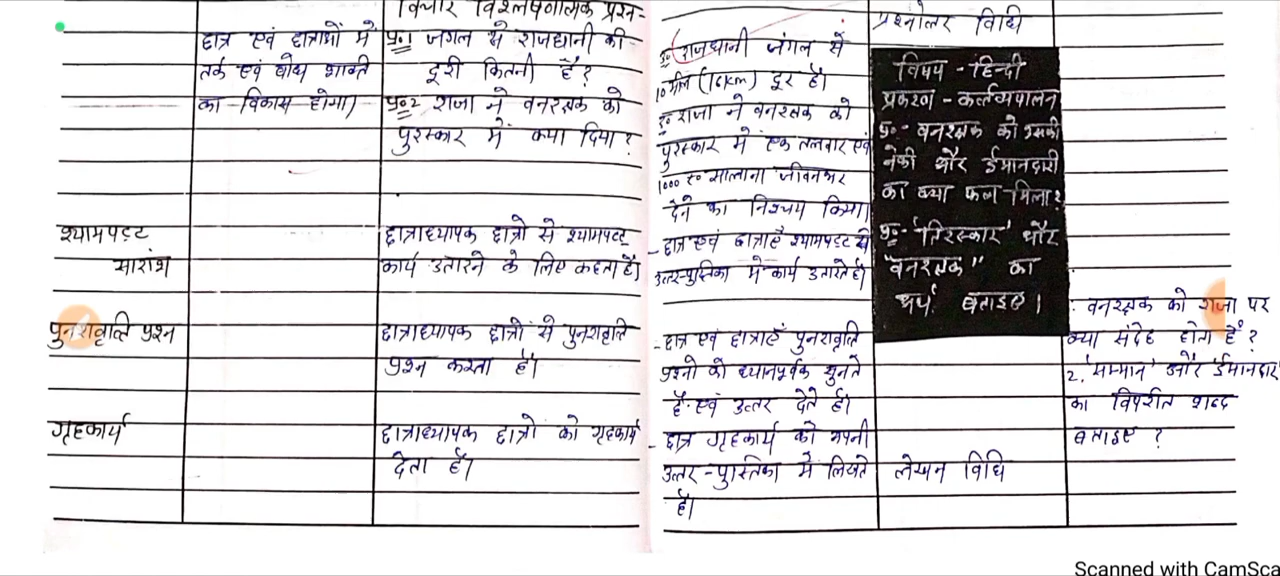 विचार विश्लेषणात्मक प्रश्न-
छात्र एवं छात्राओं में
तर्क एवं बोध शक्ति
का विकास होगा।
प्र०1 जंगल से राजधानी की
दूरी कितनी है?
प्र०2 राजा ने वनरक्षक को
पुरस्कार में क्या दिया?
श्यामपट्ट
सारांश
छात्राध्यापक छात्रों से श्यामपट्ट
कार्य उतारने के लिए कहता है।
पुनरावृत्ति प्रश्न
छात्राध्यापक छात्रों से पुनरावृत्ति
प्रश्न करता है।
गृहकार्य
छात्राध्यापक छात्रों को गृहकार्य
देता है।
उ० राजधानी जंगल से
10 मील (16km) दूर है।
उ० राजा ने वनरक्षक को
पुरस्कार में एक तलवार एवं
1000 रु० सालाना जीवनभर
देने का निश्चय किया।
- छात्र एवं छात्राएँ श्यामपट्ट से
उत्तर-पुस्तिका में कार्य उतारते हैं।
- छात्र एवं छात्राएँ पुनरावृत्ति
प्रश्नों को ध्यानपूर्वक सुनते
हैं एवं उत्तर देते हैं।
- छात्र गृहकार्य को अपनी
उत्तर-पुस्तिका में लिखते
हैं।
प्रश्नोत्तर विधि
विषय - हिन्दी
प्रकरण - कर्तव्यपालन
प्र०- वनरक्षक को उसकी
नेकी और ईमानदारी
का क्या फल मिला?
प्र०- 'तिरस्कार' और
"वनरक्षक" का
अर्थ बताइए।
लेखन विधि
वनरक्षक को राजा पर
क्या संदेह होता है?
2. 'सम्मान' और 'ईमानदार'
का विपरीत शब्द
बताइए?
Scanned with CamSca